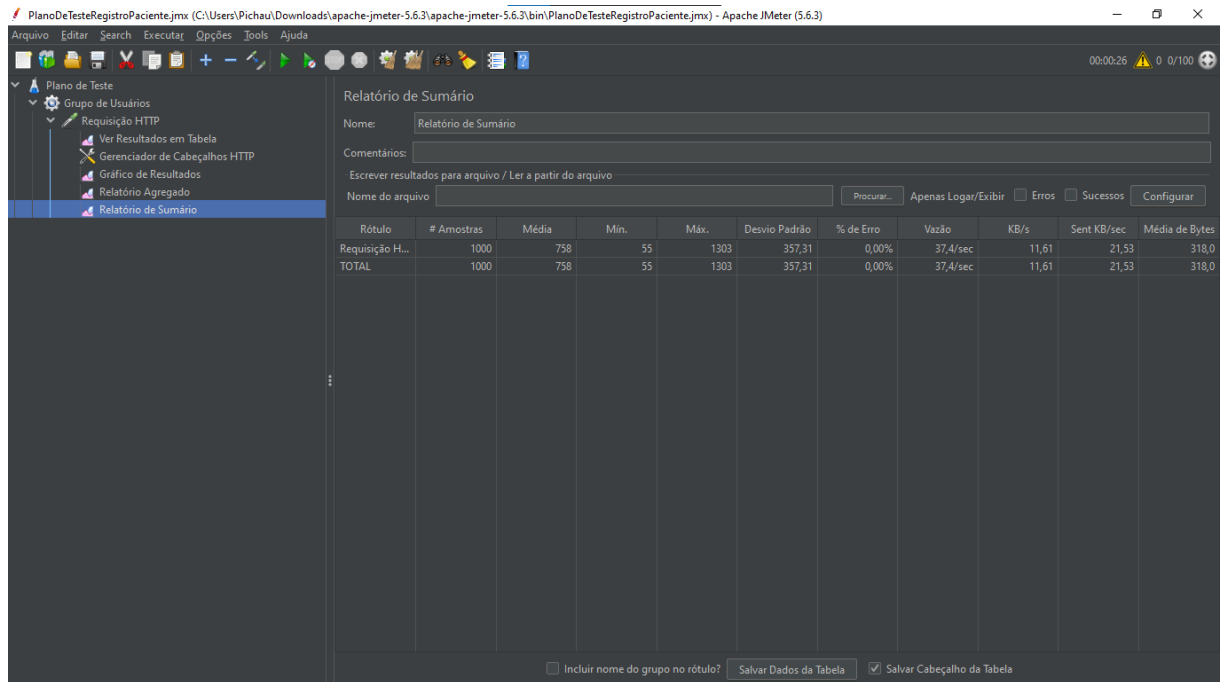 PlanoDeTesteRegistroPaciente.jmx (C:\Users\Pichau\Downloads\apache-jmeter-5.6.3\apache-jmeter-5.6.3\bin\PlanoDeTesteRegistroPaciente.jmx) - Apache JMeter (5.6.3)
Arquivo Editar Search Executar Opções Tools Ajuda
00:00:26 0 0/100
Plano de Teste
Grupo de Usuários
Requisição HTTP
Ver Resultados em Tabela
Gerenciador de Cabeçalhos HTTP
Gráfico de Resultados
Relatório Agregado
Relatório de Sumário
Relatório de Sumário
Nome: Relatório de Sumário
Comentários:
Escrever resultados para arquivo / Ler a partir do arquivo
Nome do arquivo Procurar... Apenas Logar/Exibir Erros Sucessos Configurar
Rótulo # Amostras Média Mín. Máx. Desvio Padrão % de Erro Vazão KB/s Sent KB/sec Média de Bytes
Requisição H... 1000 758 55 1303 357,31 0,00% 37,4/sec 11,61 21,53 318,0
TOTAL 1000 758 55 1303 357,31 0,00% 37,4/sec 11,61 21,53 318,0
Incluir nome do grupo no rótulo? Salvar Dados da Tabela Salvar Cabeçalho da Tabela